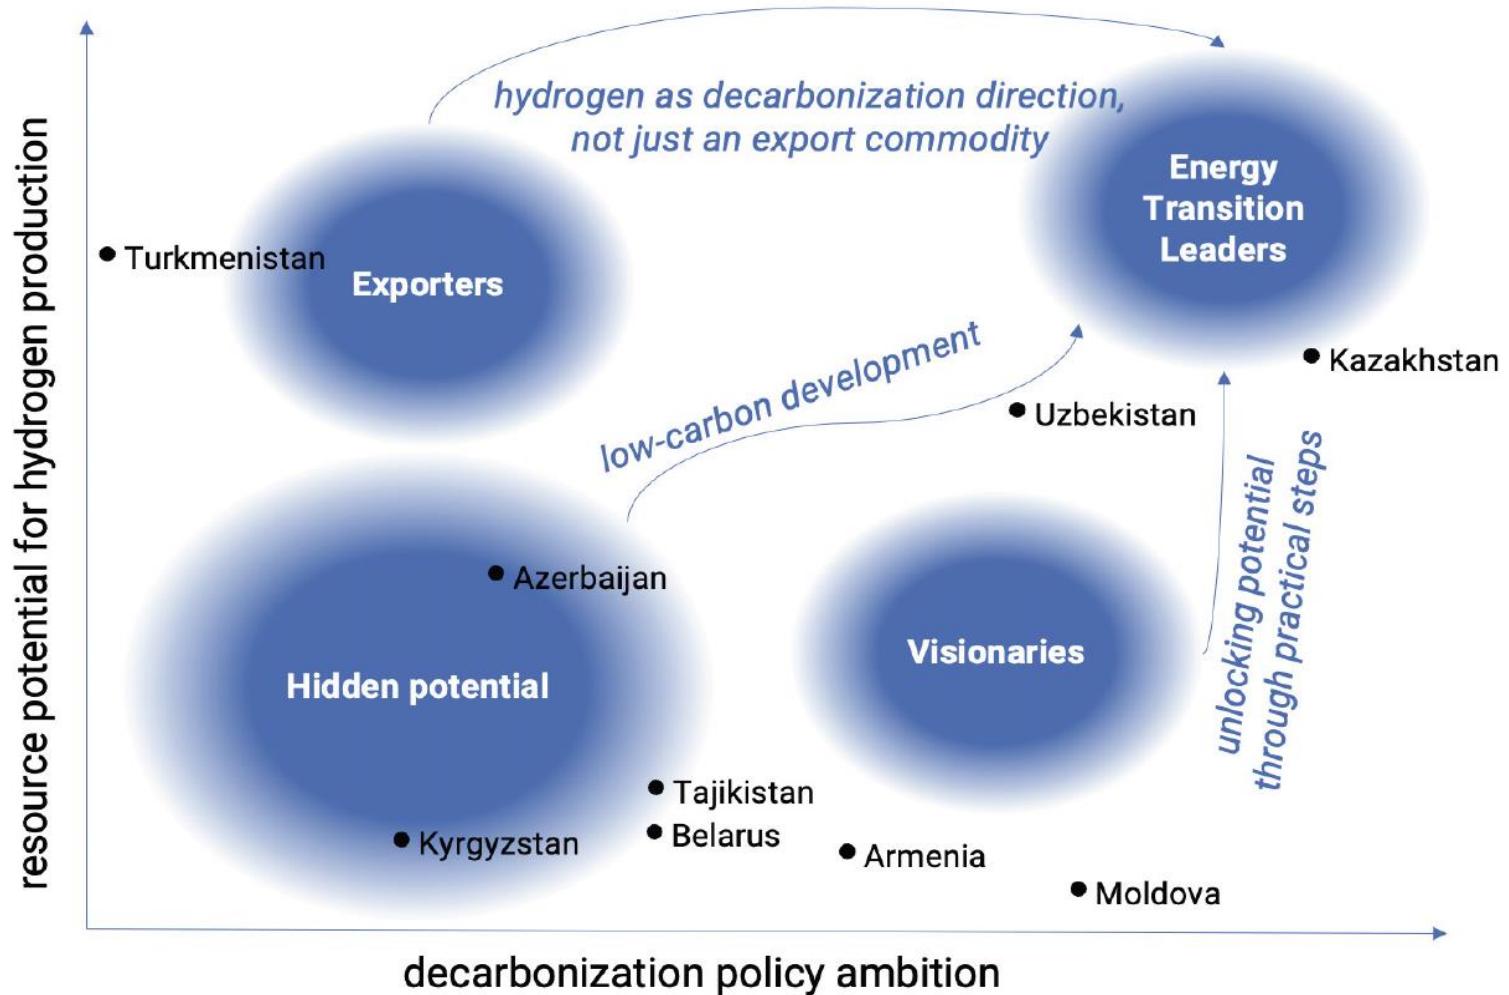 resource potential for hydrogen production
hydrogen as decarbonization direction,
not just an export commodity
Energy
Transition
Leaders
Turkmenistan
Exporters
Kazakhstan
low-carbon development
Uzbekistan
unlocking potential
through practical steps
Azerbaijan
Visionaries
Hidden potential
Tajikistan
Belarus
Kyrgyzstan
Armenia
Moldova
decarbonization policy ambition